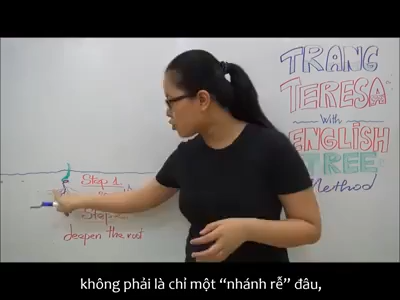 TRANG
TERESA
With
ENGLISH
TREE
Method
Step 1
deepen the root
không phải là chỉ một “nhánh rễ” đâu,